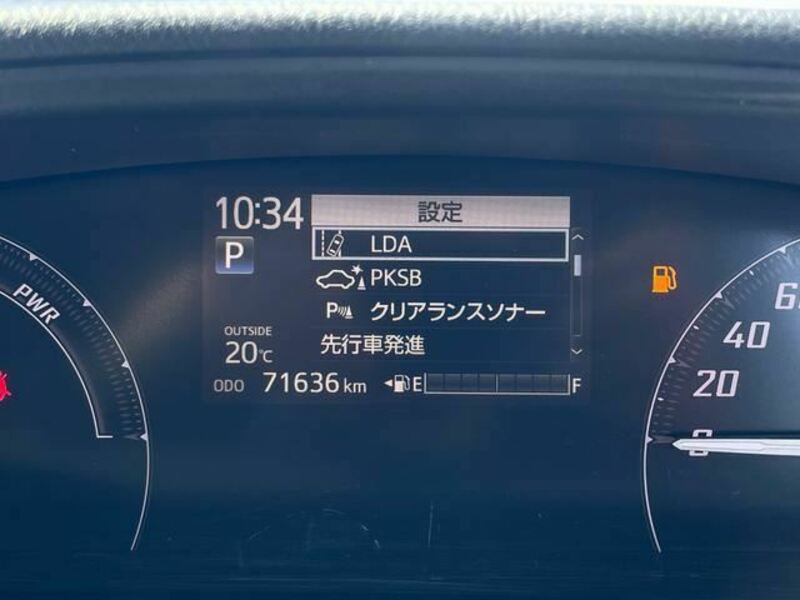 10:34
設定
P
LDA
PKSB
P クリアランスソナー
先行車発進
OUTSIDE
20℃
ODO 71636 km
E F
PWR
60
40
20
0